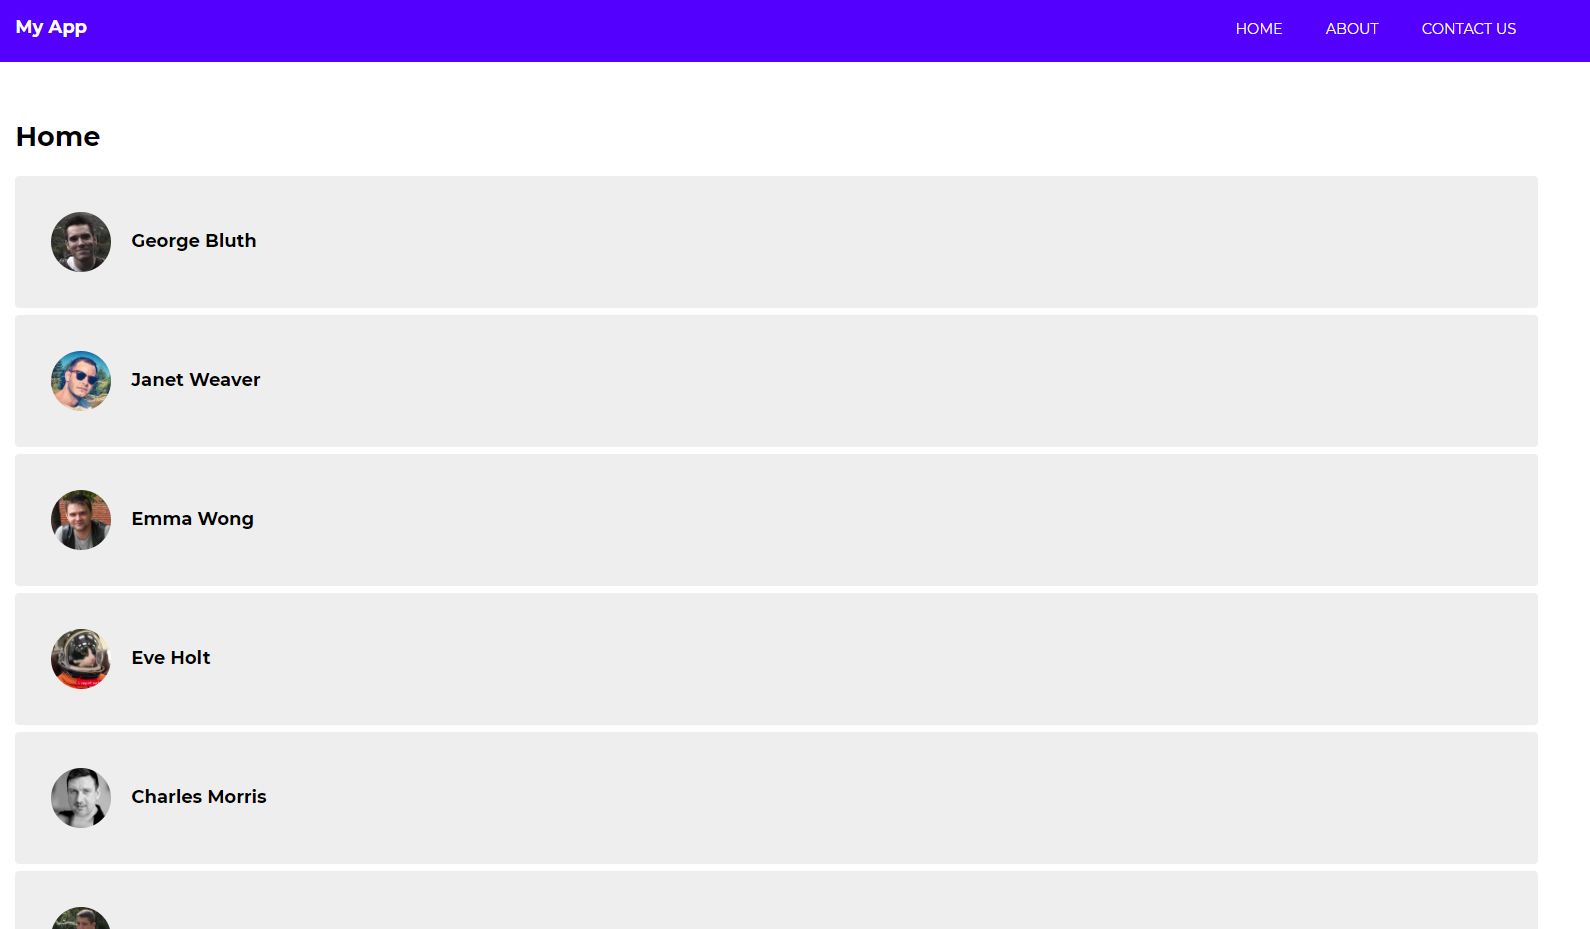 My App
HOME ABOUT CONTACT US
Home
George Bluth
Janet Weaver
Emma Wong
Eve Holt
Charles Morris